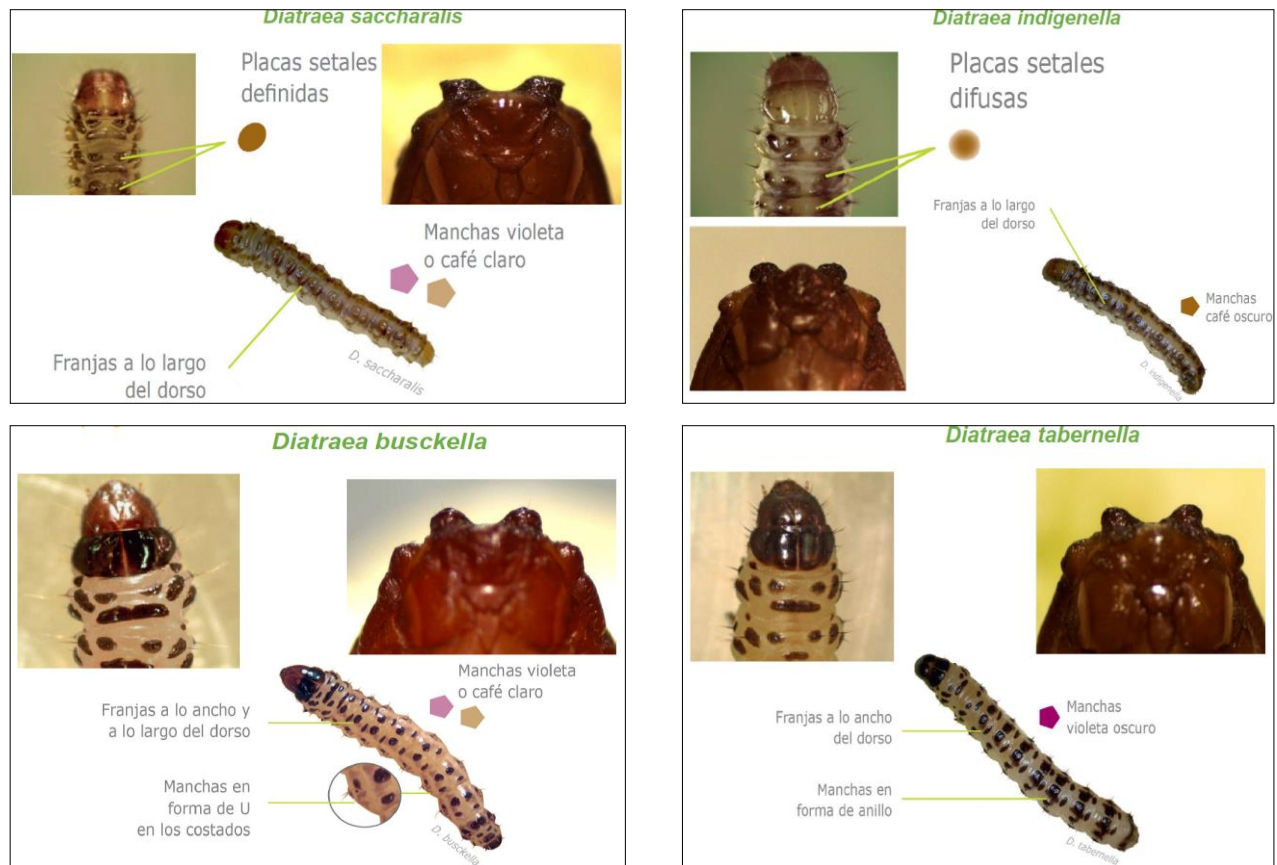 Diatraea saccharalis
Placas setales
definidas
Manchas violeta
o café claro
Franjas a lo largo
del dorso
D. saccharalis
Diatraea indigenella
Placas setales
difusas
Franjas a lo largo
del dorso
Manchas
café oscuro
D. indigenella
Diatraea busckella
Manchas violeta
o café claro
Franjas a lo ancho y
a lo largo del dorso
Manchas en
forma de U
en los costados
D. busckella
Diatraea tabernella
Manchas
violeta oscuro
Franjas a lo ancho
del dorso
Manchas en
forma de anillo
D. tabernella